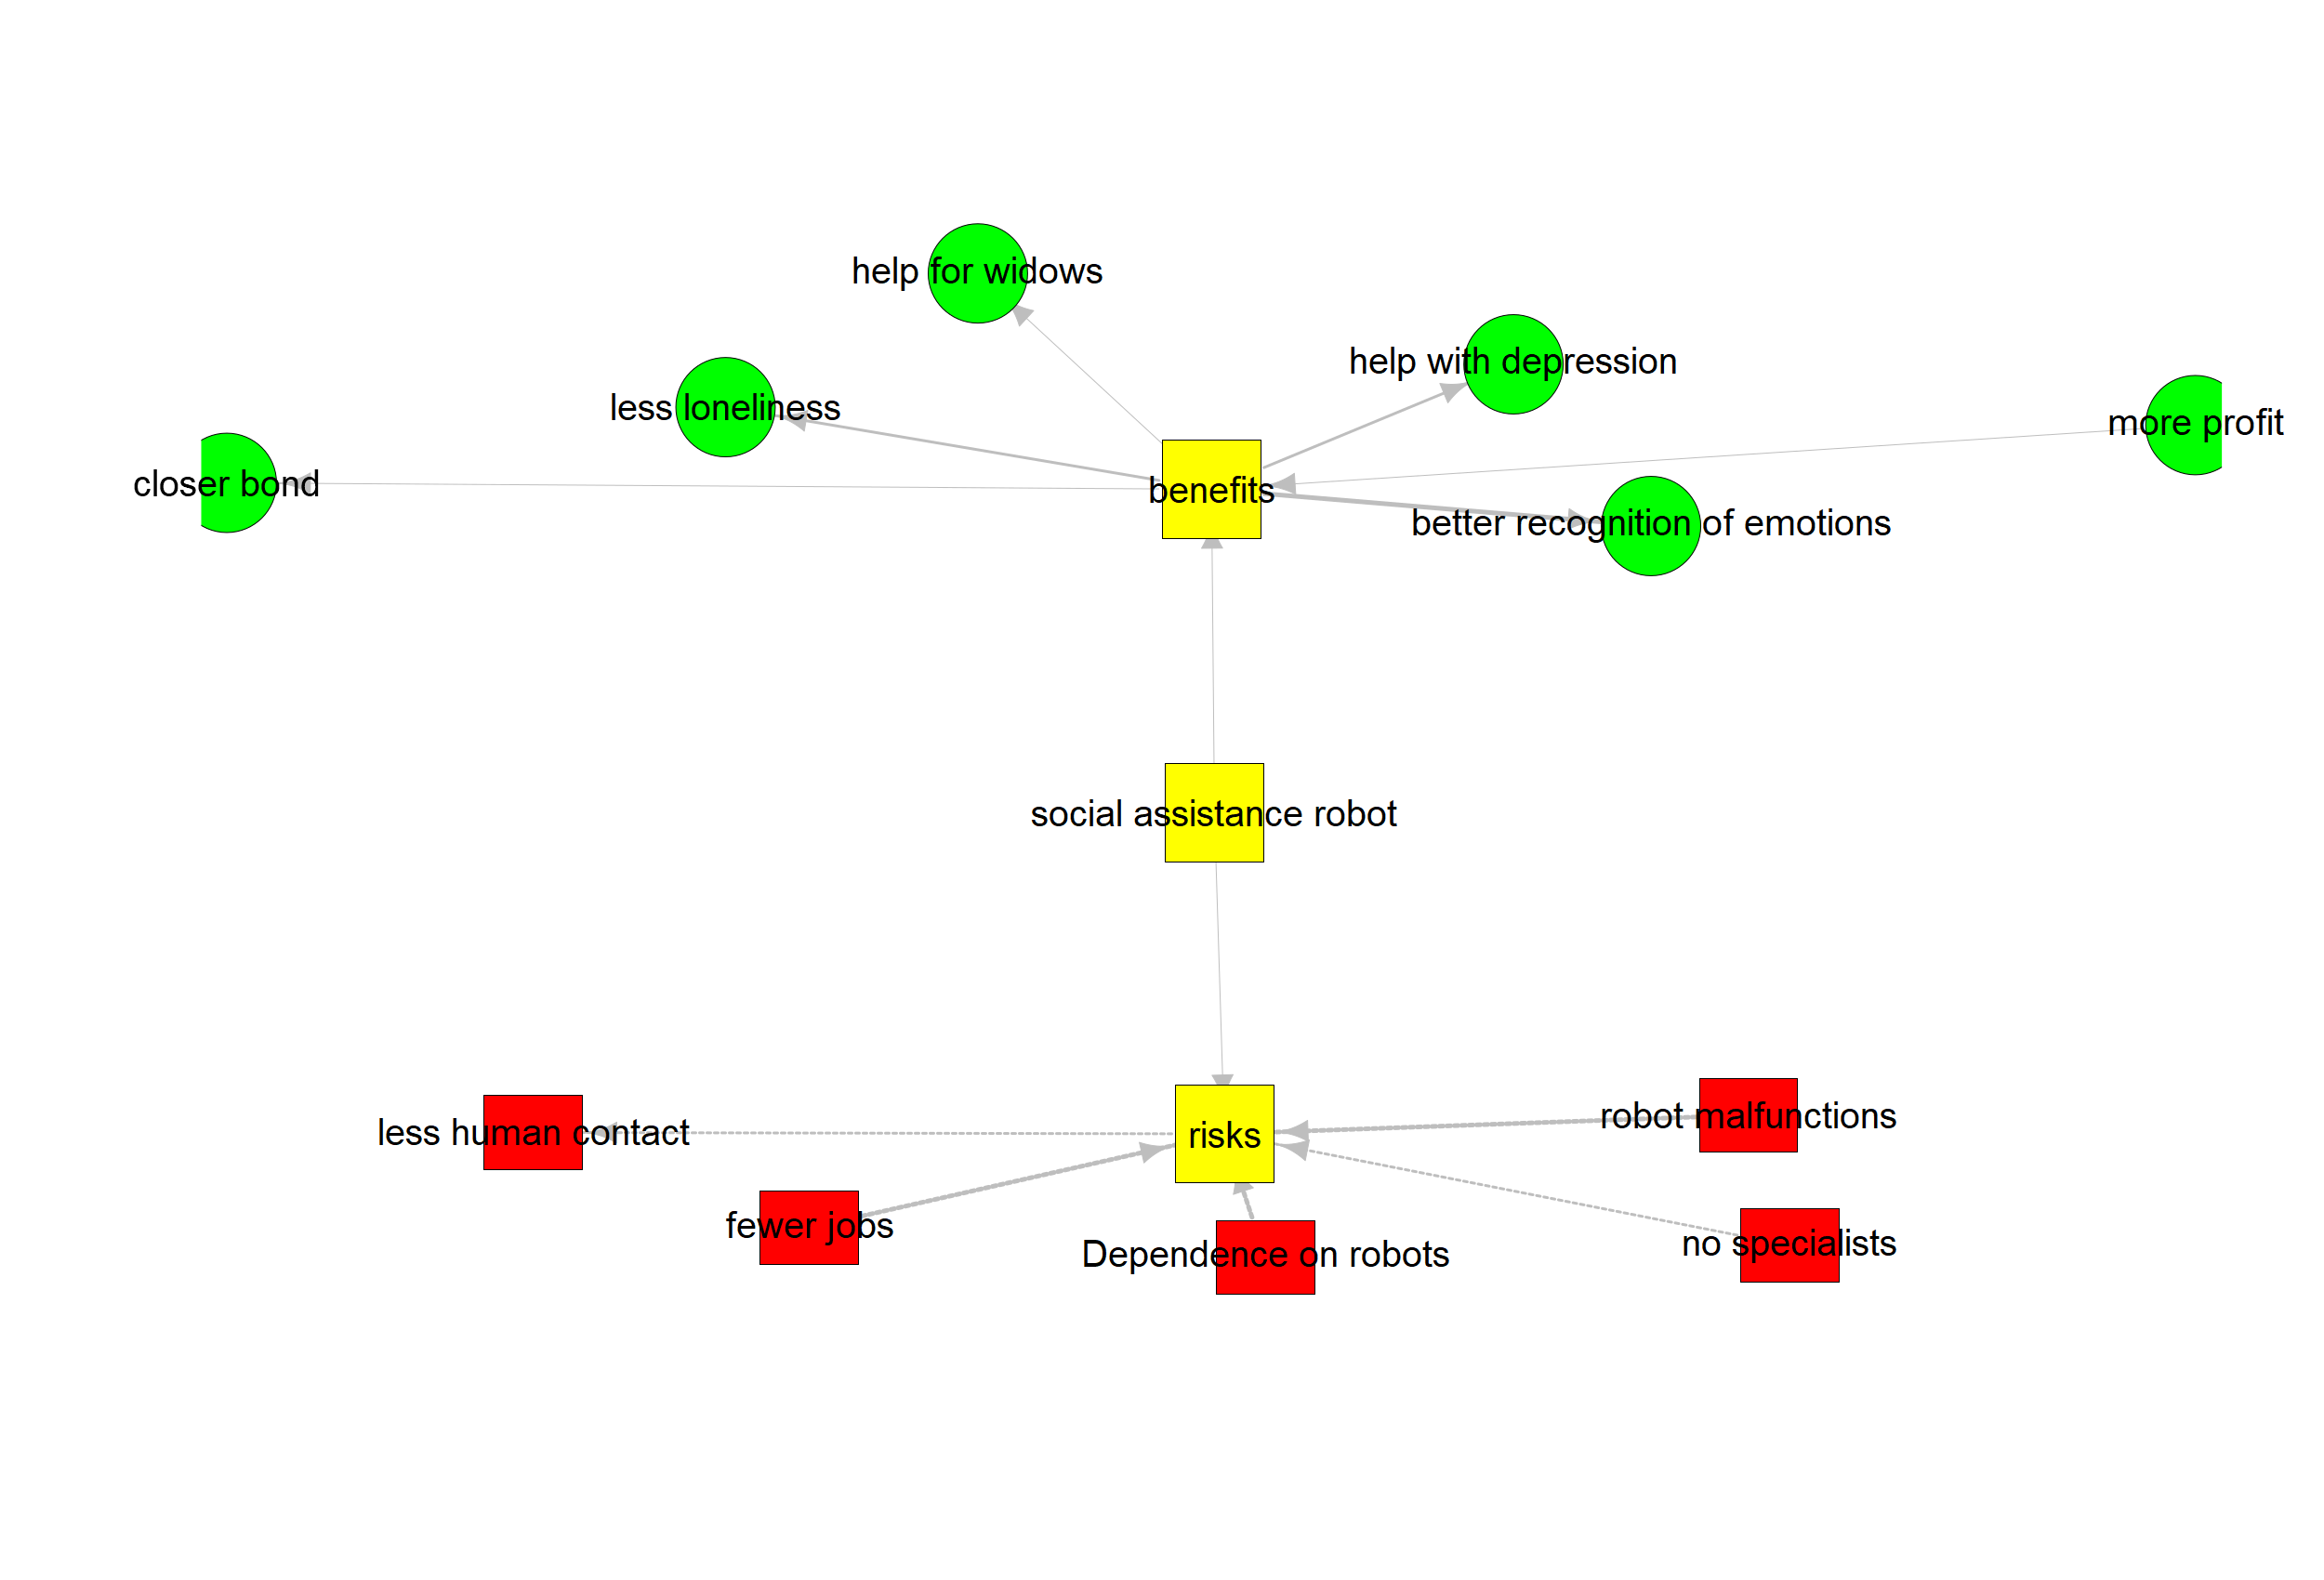 help for widows
help with depression
less loneliness
more profit
closer bond
benefits
better recognition of emotions
social assistance robot
robot malfunctions
less human contact
risks
fewer jobs
no specialists
Dependence on robots